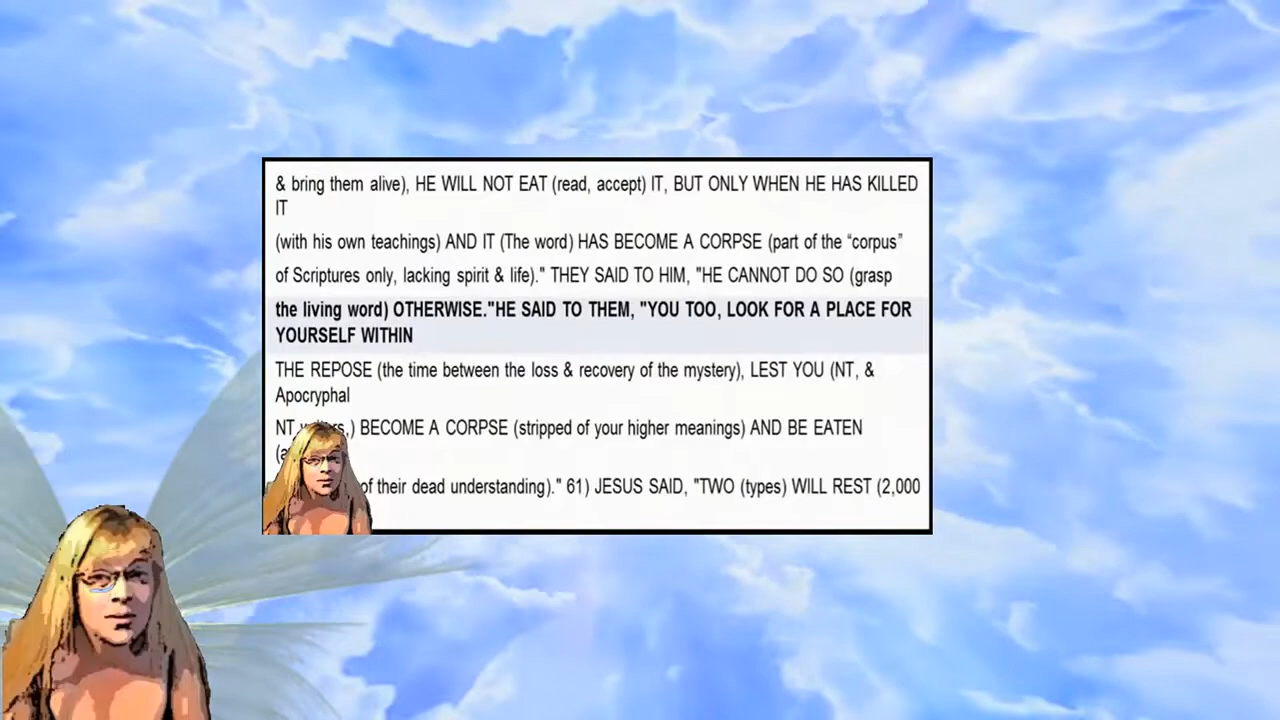 & bring them alive), HE WILL NOT EAT (read, accept) IT, BUT ONLY WHEN HE HAS KILLED
IT
(with his own teachings) AND IT (The word) HAS BECOME A CORPSE (part of the “corpus”
of Scriptures only, lacking spirit & life)." THEY SAID TO HIM, "HE CANNOT DO SO (grasp
the living word) OTHERWISE."HE SAID TO THEM, "YOU TOO, LOOK FOR A PLACE FOR
YOURSELF WITHIN
THE REPOSE (the time between the loss & recovery of the mystery), LEST YOU (NT, &
Apocryphal
NT BECOME A CORPSE (stripped of your higher meanings) AND BE EATEN
of their dead understanding)." 61) JESUS SAID, "TWO (types) WILL REST (2,000